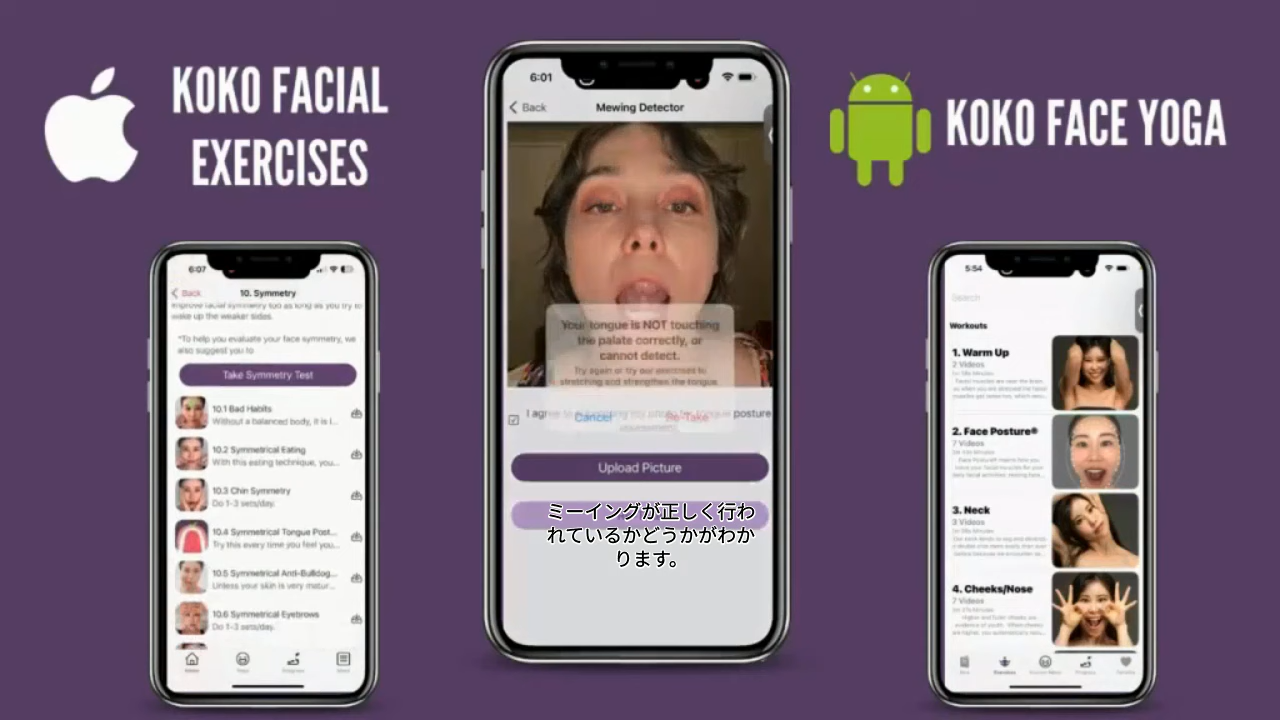 KOKO FACIAL
EXERCISES
6:07
Back
10. Symmetry
improve facial symmetry too as long as you try to
wake up the weaker sides.
*To help you evaluate your face symmetry, we
also suggest you to
Take Symmetry Test
10.1 Bad Habits
Without a balanced body, it is i...
10.2 Symmetrical Eating
With this eating technique, you...
10.3 Chin Symmetry
Do 1-3 sets/day.
10.4 Symmetrical Tongue Post...
Try this every time you feel you...
10.5 Symmetrical Anti-Bulldog...
Unless your skin is very matur...
10.6 Symmetrical Eyebrows
Do 1-3 sets/day.
6:01
Back
Mewing Detector
Your tongue is NOT touching
the palate correctly, or
cannot detect.
Try again or try our exercises to
stretching and strengthen the tongue
I agree
posture
Cancel
Re-Take
Upload Picture
ミーイングが正しく行わ
れているかどうかがわか
ります。
KOKO FACE YOGA
5:54
Search
Workouts
1. Warm Up
2 Videos
2. Face Posture®
7 Videos
3. Neck
3 Videos
4. Cheeks/Nose
7 Videos